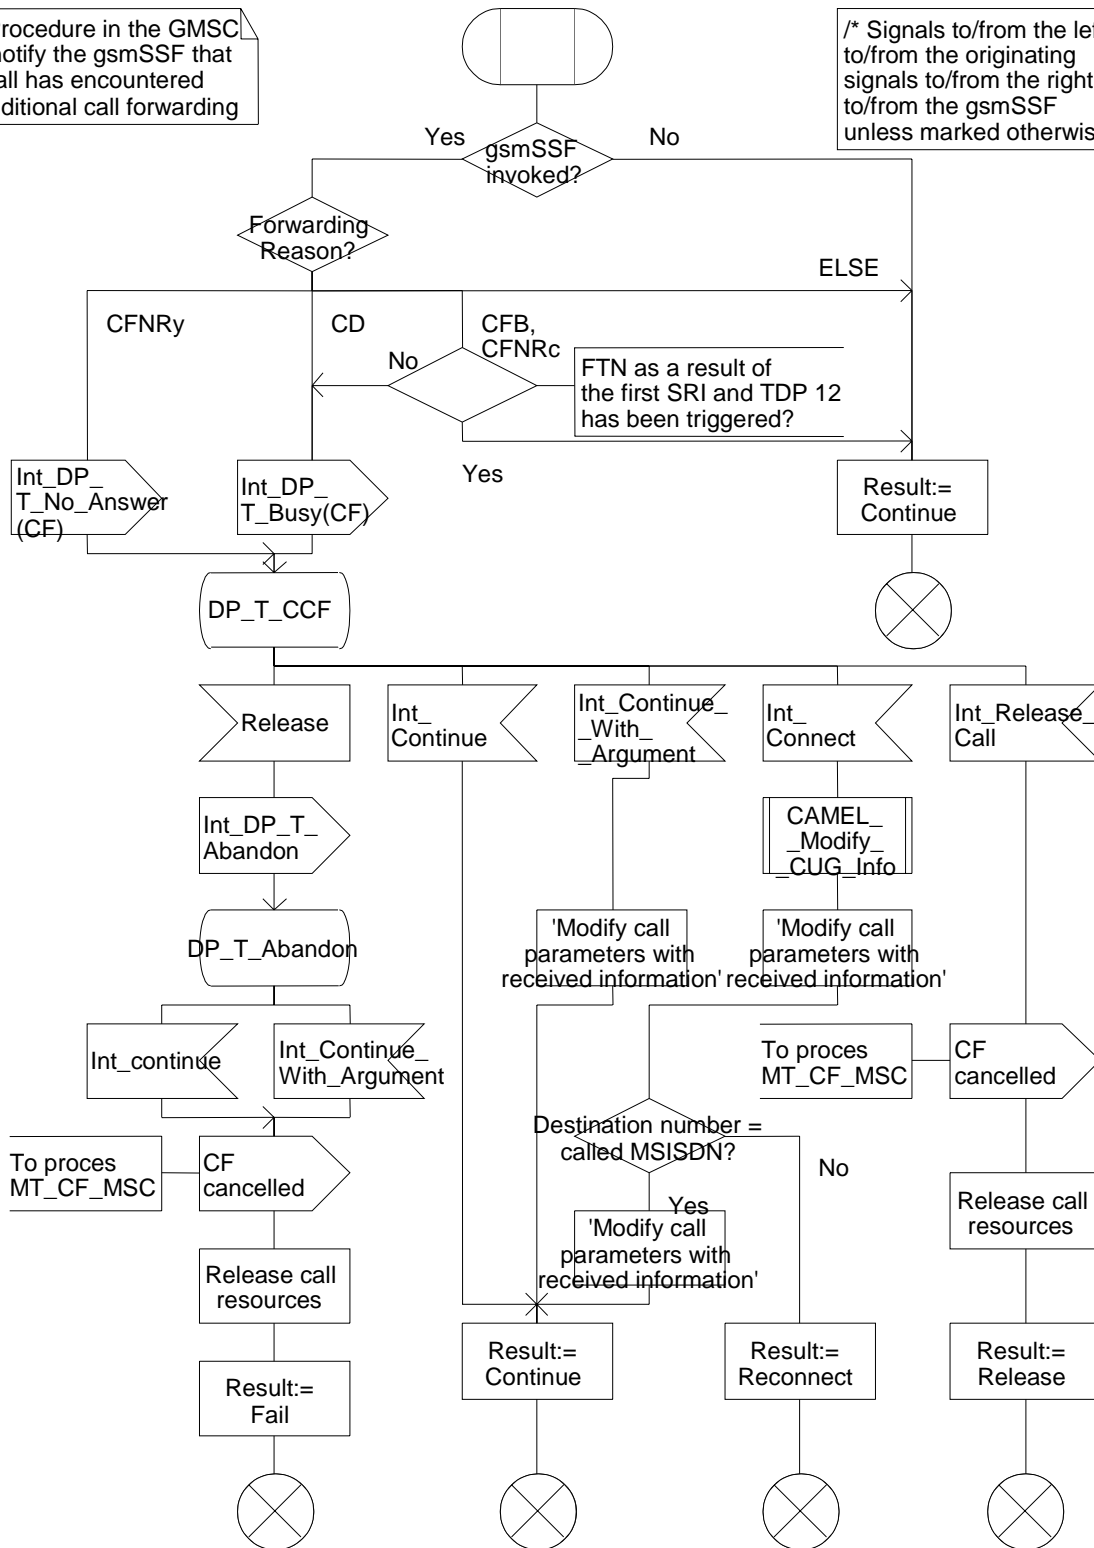 rocedure in the GMSC
notify the gsmSSF that
all has encountered
ditional call forwarding
/* Signals to/from the lef
to/from the originating
signals to/from the right
to/from the gsmSSF
unless marked otherwis
Yes
gsmSSF
invoked?
No
Forwarding
Reason?
ELSE
CFNRy
CD
CFB,
CFNRc
No
FTN as a result of
the first SRI and TDP 12
has been triggered?
Yes
Int_DP_
T_No_Answer
(CF)
Int_DP_
T_Busy(CF)
Result:=
Continue
DP_T_CCF
Release
Int_
Continue
Int_Continue_
_With_
_Argument
Int_
Connect
Int_Release_
Call
Int_DP_T_
Abandon
CAMEL_
_Modify_
_CUG_Info
DP_T_Abandon
'Modify call
parameters with
received information'
'Modify call
parameters with
received information'
Int_continue
Int_Continue_
With_Argument
To proces
MT_CF_MSC
CF
cancelled
Destination number =
called MSISDN?
To proces
MT_CF_MSC
CF
cancelled
No
Yes
Release call
resources
'Modify call
parameters with
received information'
Release call
resources
Result:=
Continue
Result:=
Reconnect
Result:=
Release
Result:=
Fail